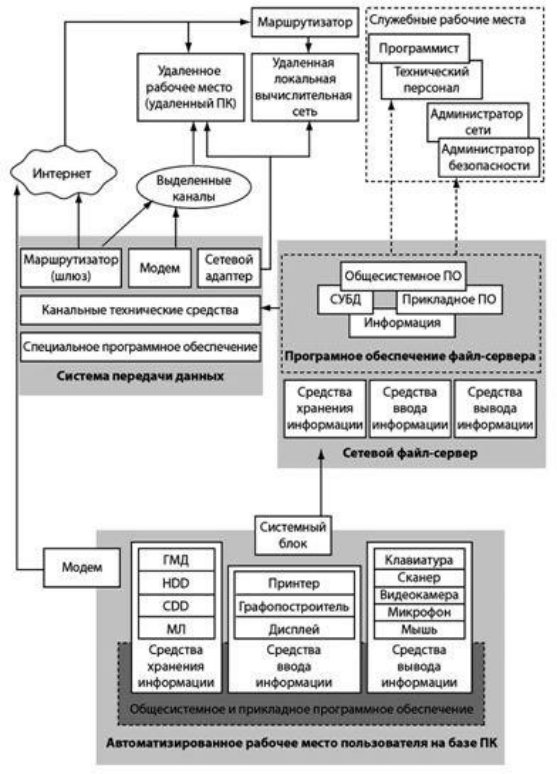 Маршрутизатор
Служебные рабочие места
Программист
Технический
персонал
Администратор
сети
Администратор
безопасности
Удаленное
рабочее место
(удаленный ПК)
Удаленная
локальная
вычислительная
сеть
Интернет
Выделенные
каналы
Маршрутизатор
(шлюз)
Модем
Сетевой
адаптер
Канальные технические средства
Специальное программное обеспечение
Система передачи данных
Общесистемное ПО
СУБД
Прикладное ПО
Информация
Програмное обеспечение файл-сервера
Средства
хранения
информации
Средства
ввода
информации
Средства
вывода
информации
Сетевой файл-сервер
Системный
блок
Модем
ГМД
HDD
CDD
МЛ
Средства
хранения
информации
Принтер
Графопостроитель
Дисплей
Средства
ввода
информации
Клавиатура
Сканер
Видеокамера
Микрофон
Мышь
Средства
вывода
информации
Общесистемное и прикладное программное обеспечение
Автоматизированное рабочее место пользователя на базе ПК